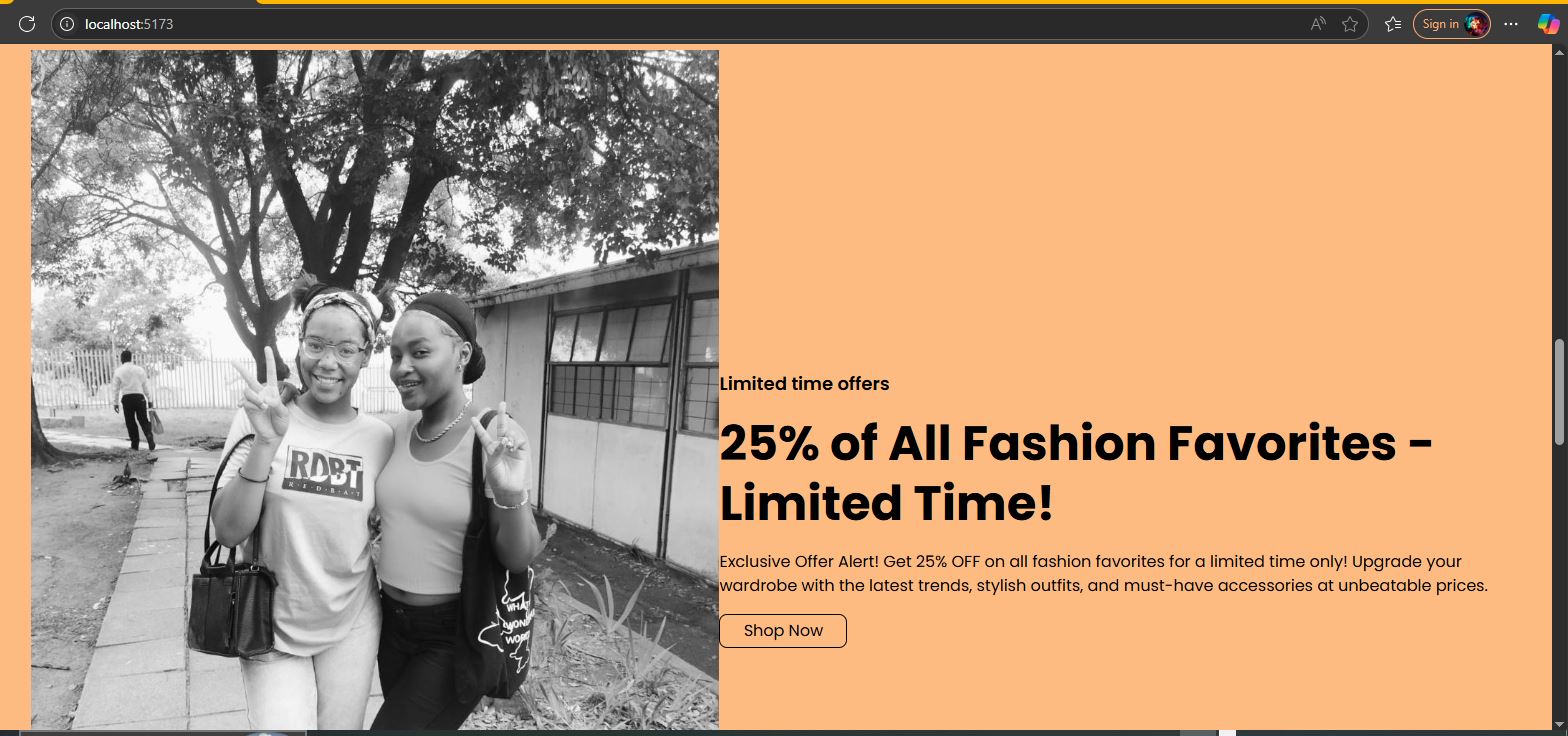 localhost:5173
Sign in
RDBT
R·E·D·B·A·T
Limited time offers
25% of All Fashion Favorites -
Limited Time!
Exclusive Offer Alert! Get 25% OFF on all fashion favorites for a limited time only! Upgrade your
wardrobe with the latest trends, stylish outfits, and must-have accessories at unbeatable prices.
Shop Now